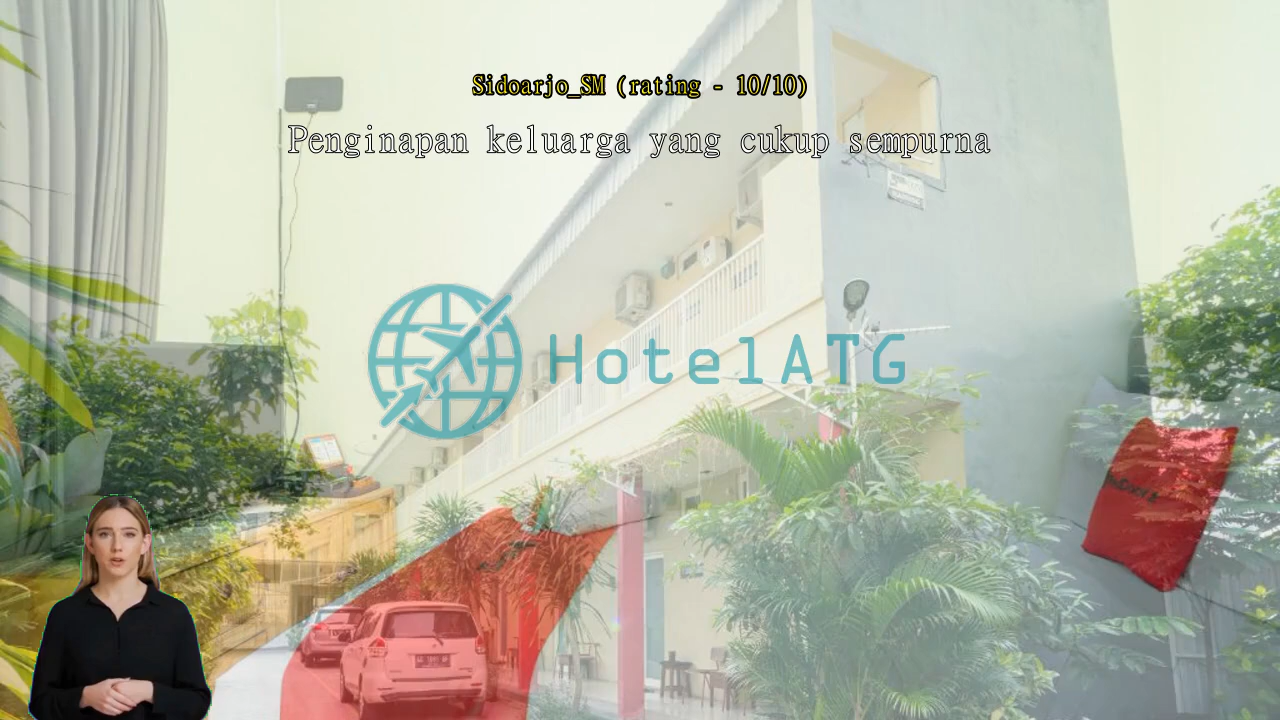 Sidoarjo_SM (rating - 10/10)
Penginapan keluarga yang cukup sempurna
HotelATG